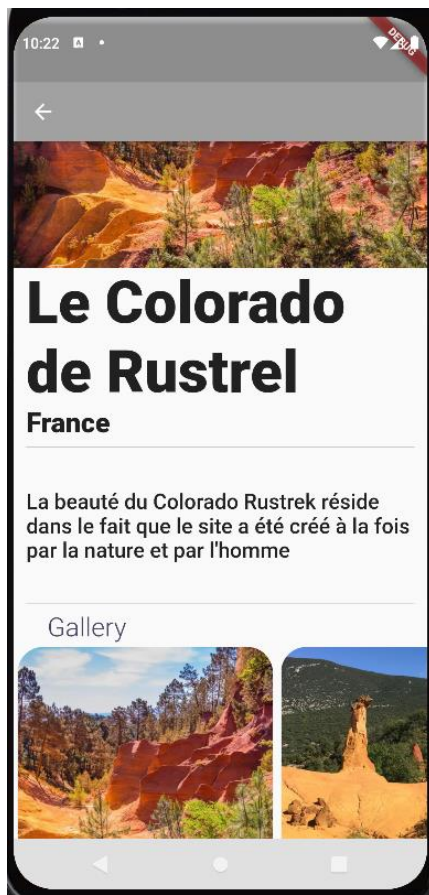 10:22
DEBUG
Le Colorado
de Rustrel
France
La beauté du Colorado Rustrek réside
dans le fait que le site a été créé à la fois
par la nature et par l'homme
Gallery